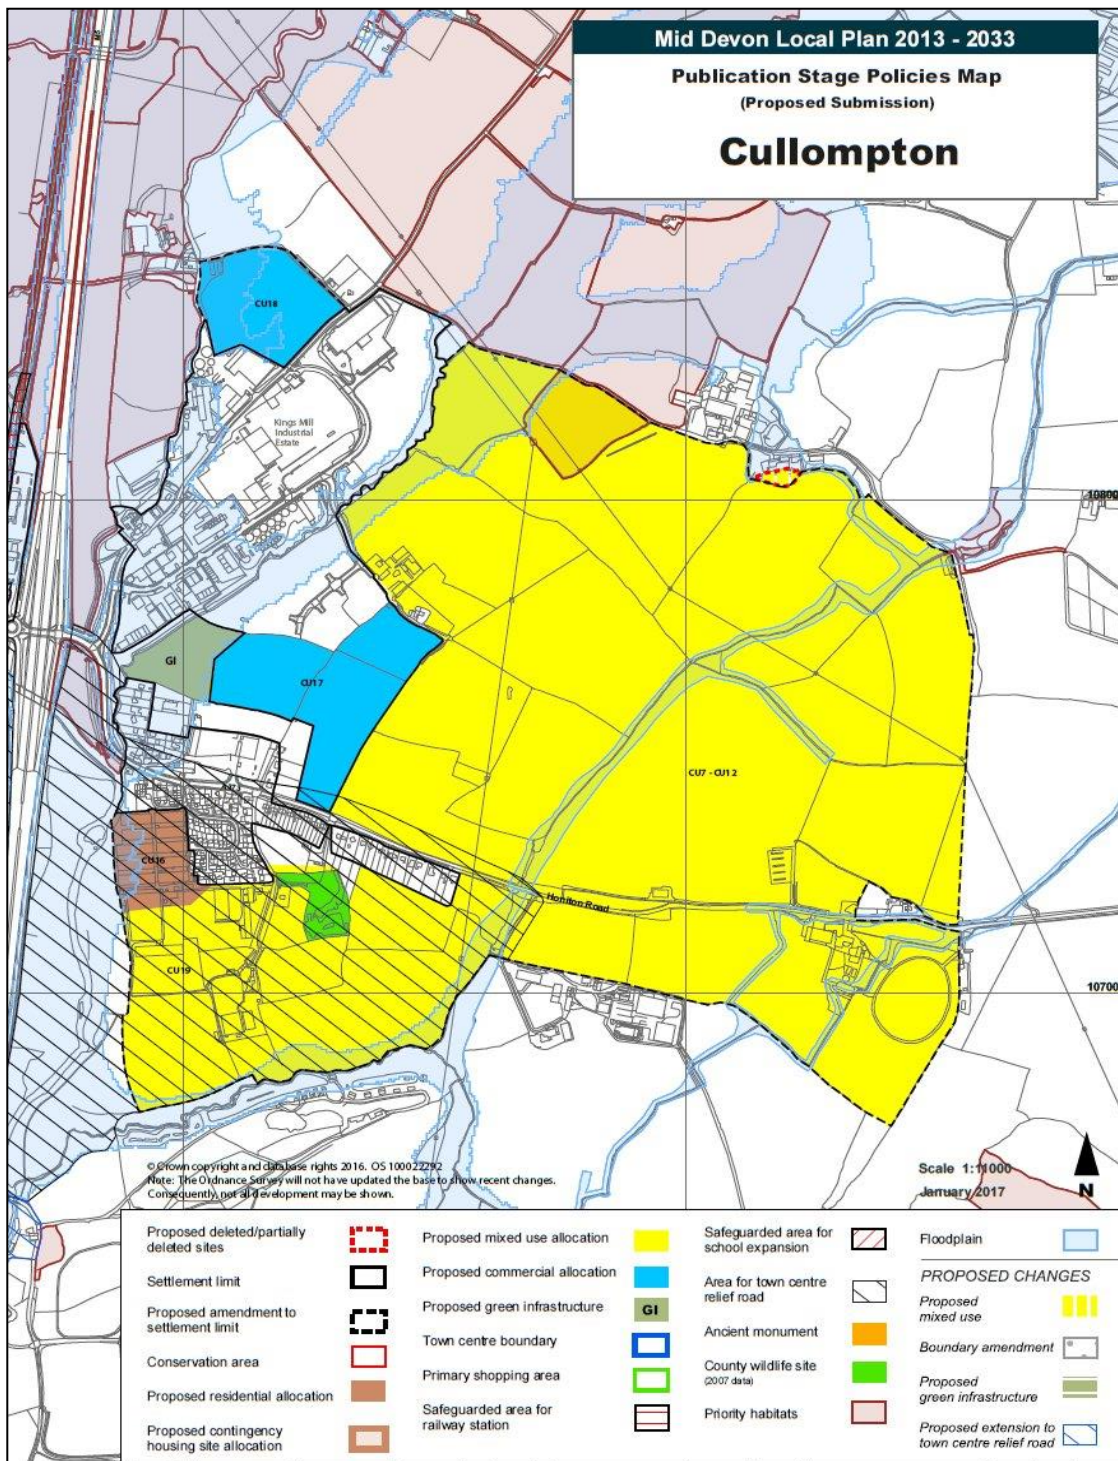 Mid Devon Local Plan 2013 - 2033
Publication Stage Policies Map
(Proposed Submission)
Cullompton
CU18
Kings Mill
Industrial
Estate
10800
GI
CU17
CU7 - CU12
CU16
Honiton Road
CU19
10700
© Crown copyright and database rights 2016. OS 100022292
Note: The Ordnance Survey will not have updated the base to show recent changes.
Consequently, not all development may be shown.
Scale 1:11000
January 2017
N
Proposed deleted/partially
deleted sites
Settlement limit
Proposed amendment to
settlement limit
Conservation area
Proposed residential allocation
Proposed contingency
housing site allocation
Proposed mixed use allocation
Proposed commercial allocation
Proposed green infrastructure
GI
Town centre boundary
Primary shopping area
Safeguarded area for
railway station
Safeguarded area for
school expansion
Area for town centre
relief road
Ancient monument
County wildlife site
(2007 data)
Priority habitats
Floodplain
PROPOSED CHANGES
Proposed
mixed use
Boundary amendment
Proposed
green infrastructure
Proposed extension to
town centre relief road